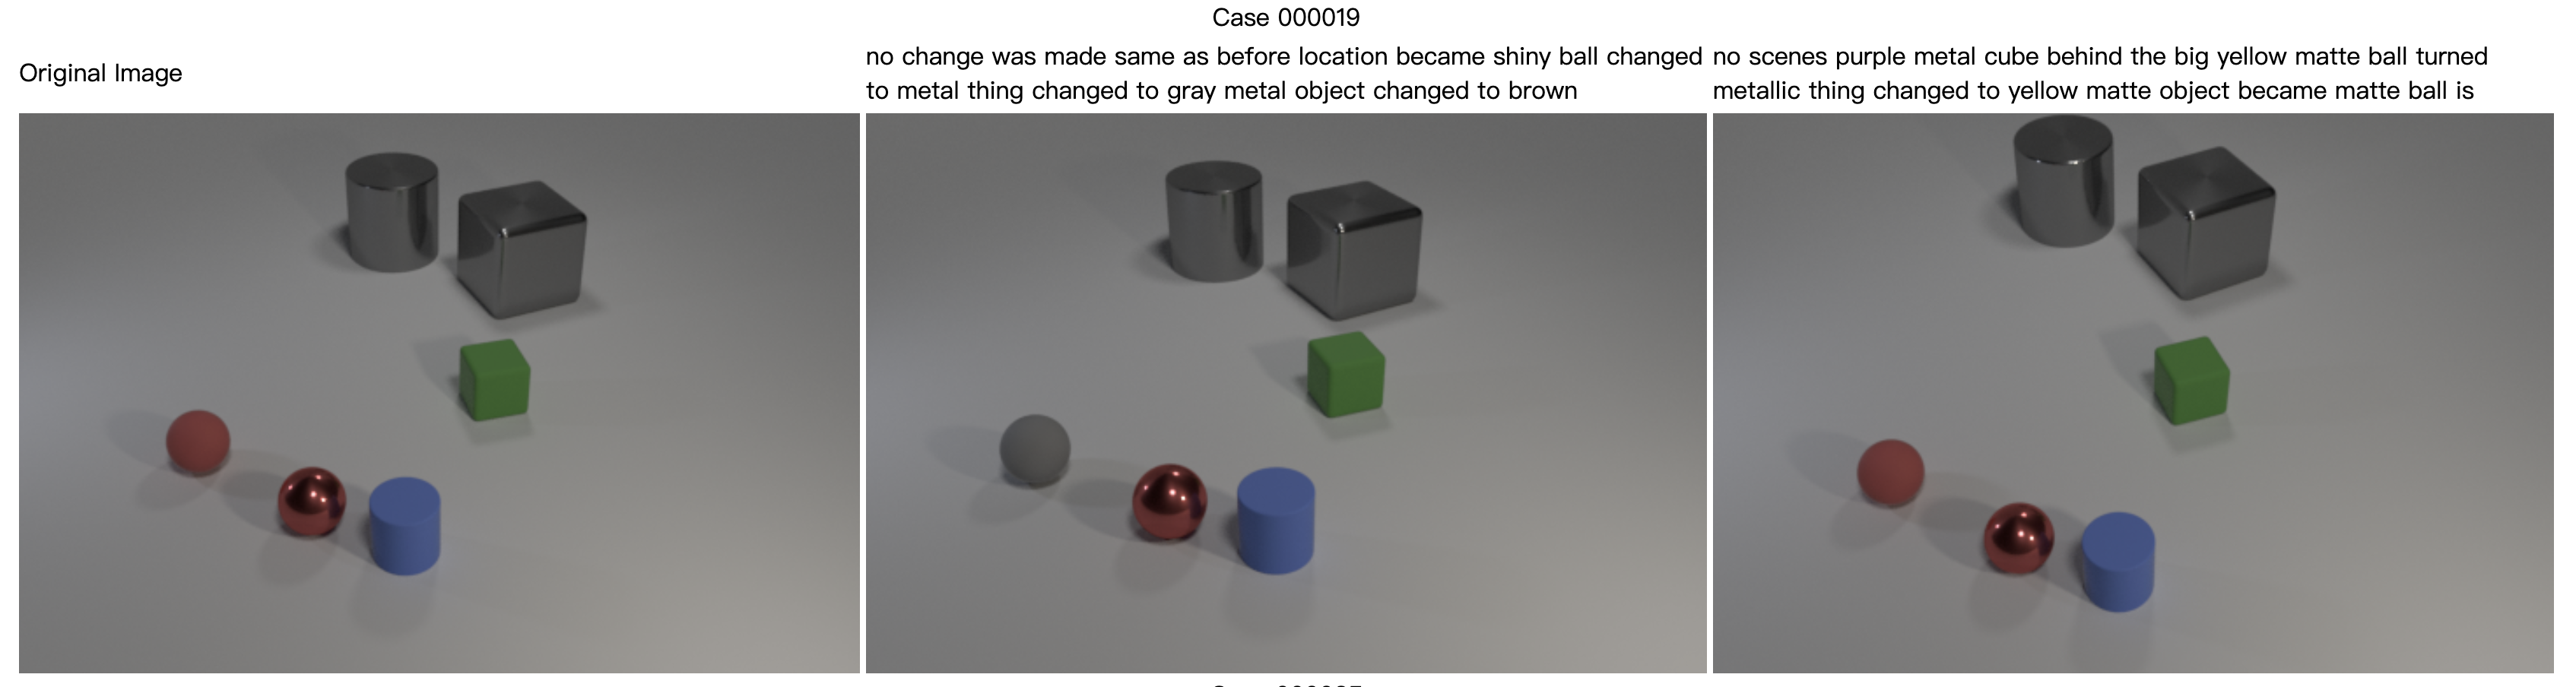 Case 000019
Original Image
no change was made same as before location became shiny ball changed
to metal thing changed to gray metal object changed to brown
no scenes purple metal cube behind the big yellow matte ball turned
metallic thing changed to yellow matte object became matte ball is